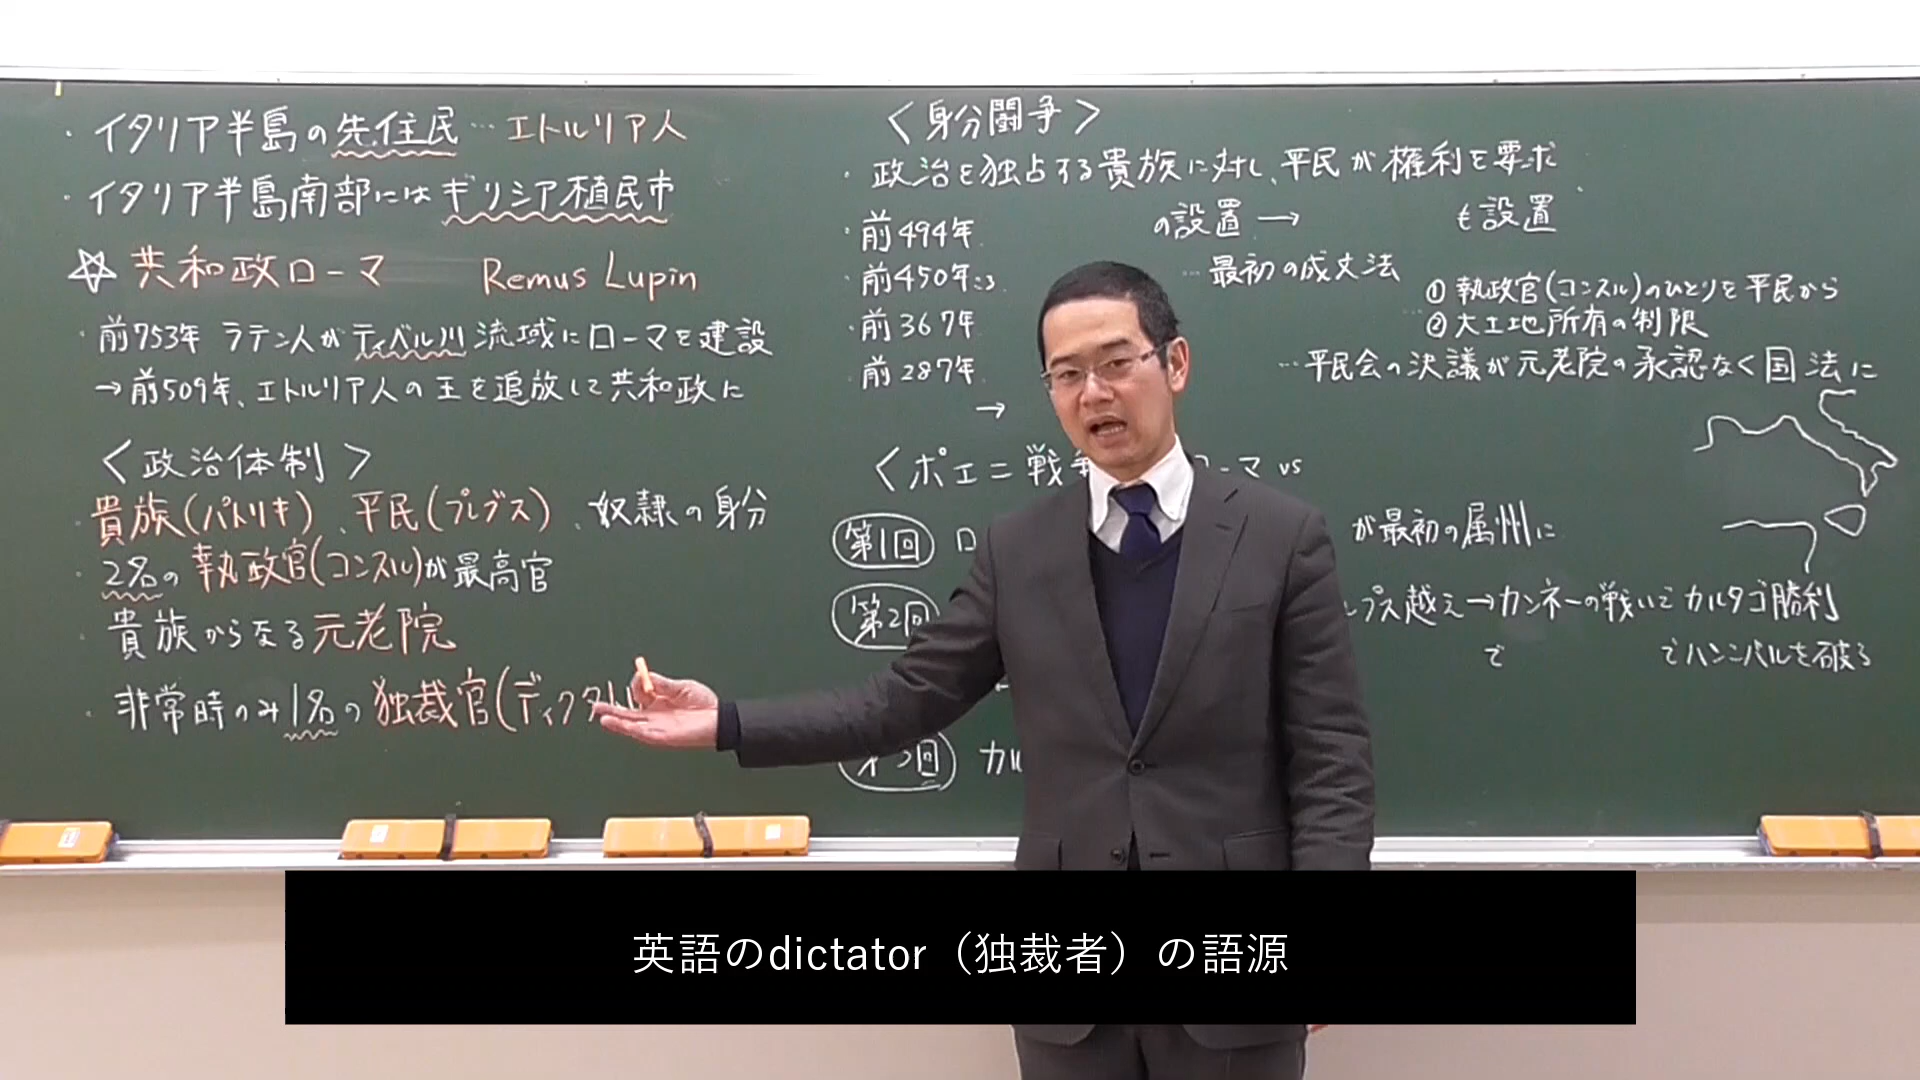 ・イタリア半島の先住民…エトルリア人
・イタリア半島南部にはギリシア植民市
☆共和政ローマ Remus Lupin
・前753年 ラテン人がティベル川流域にローマを建設
→前509年、エトルリア人の王を追放して共和政に
〈政治体制〉
・貴族(パトリキ)、平民(プレブス)、奴隷の身分
・2名の執政官(コンスル)が最高官
・貴族からなる元老院
・非常時のみ1名の独裁官(ディクタト
〈身分闘争〉
・政治を独占する貴族に対し、平民が権利を要求
・前494年 の設置→ も設置
・前450年ころ …最初の成文法
・前367年 ①執政官(コンスル)のひとりを平民から
②大土地所有の制限
・前287年 …平民会の決議が元老院の承認なく国法に
→
〈ポエニ戦争 ローマ vs
第1回 ロ が最初の属州に
第2回 ルプス越え→カンネーの戦いでカルタゴ勝利
で でハンニバルを破る
第3回 カル
英語のdictator（独裁者）の語源